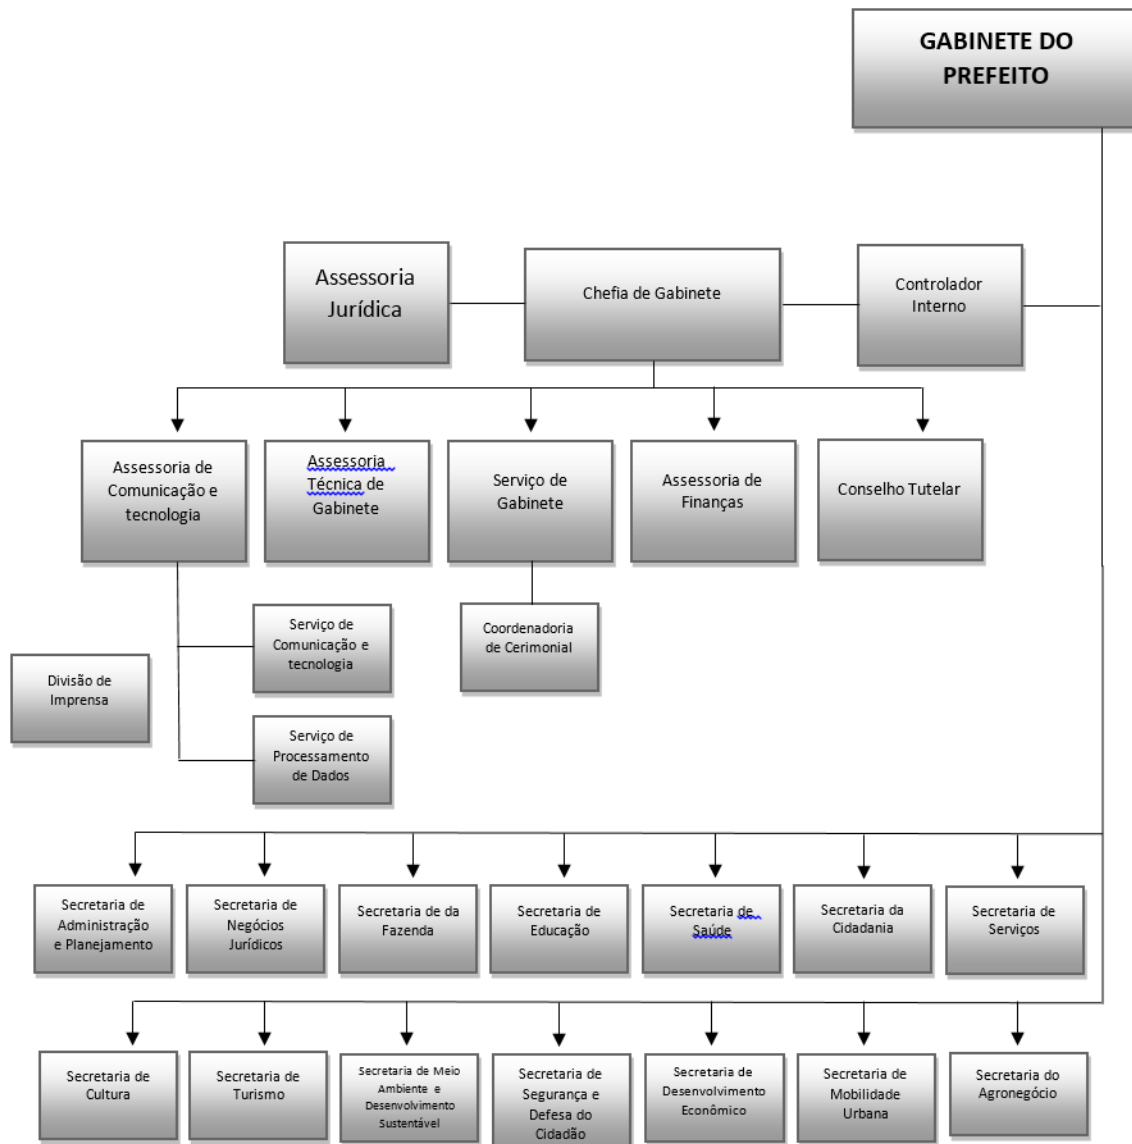 GABINETE DO
PREFEITO
Assessoria
Jurídica
Chefia de Gabinete
Controlador
Interno
Assessoria de
Comunicação e
tecnologia
Assessoria
Técnica de
Gabinete
Serviço de
Gabinete
Assessoria de
Finanças
Conselho Tutelar
Serviço de
Comunicação e
tecnologia
Coordenadoria
de Cerimonial
Divisão de
Imprensa
Serviço de
Processamento
de Dados
Secretaria de
Administração
e Planejamento
Secretaria de
Negócios
Jurídicos
Secretaria de da
Fazenda
Secretaria de
Educação
Secretaria de
Saúde
Secretaria da
Cidadania
Secretaria de
Serviços
Secretaria de
Cultura
Secretaria de
Turismo
Secretaria de Meio
Ambiente e
Desenvolvimento
Sustentável
Secretaria de
Segurança e
Defesa do
Cidadão
Secretaria de
Desenvolvimento
Econômico
Secretaria de
Mobilidade
Urbana
Secretaria do
Agronegócio